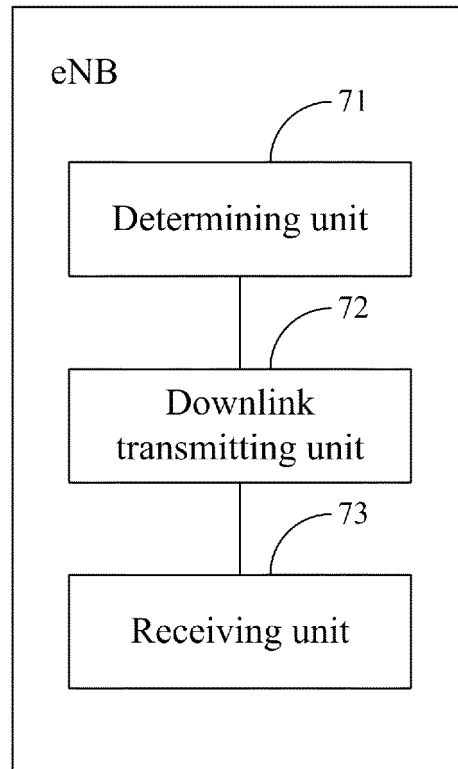 eNB
71
Determining unit
72
Downlink
transmitting unit
73
Receiving unit